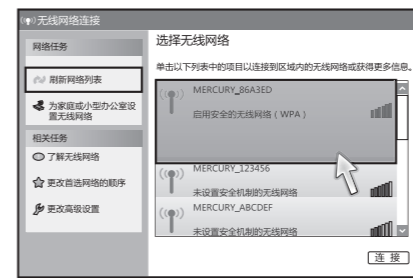 无线网络连接
网络任务
刷新网络列表
为家庭或小型办公室设
置无线网络
相关任务
了解无线网络
更改首选网络的顺序
更改高级设置
选择无线网络
单击以下列表中的项目以连接到区域内的无线网络或获得更多信息。
MERCURY_86A3ED
启用安全的无线网络（WPA）
MERCURY_123456
未设置安全机制的无线网络
MERCURY_ABCDEF
未设置安全机制的无线网络
连 接